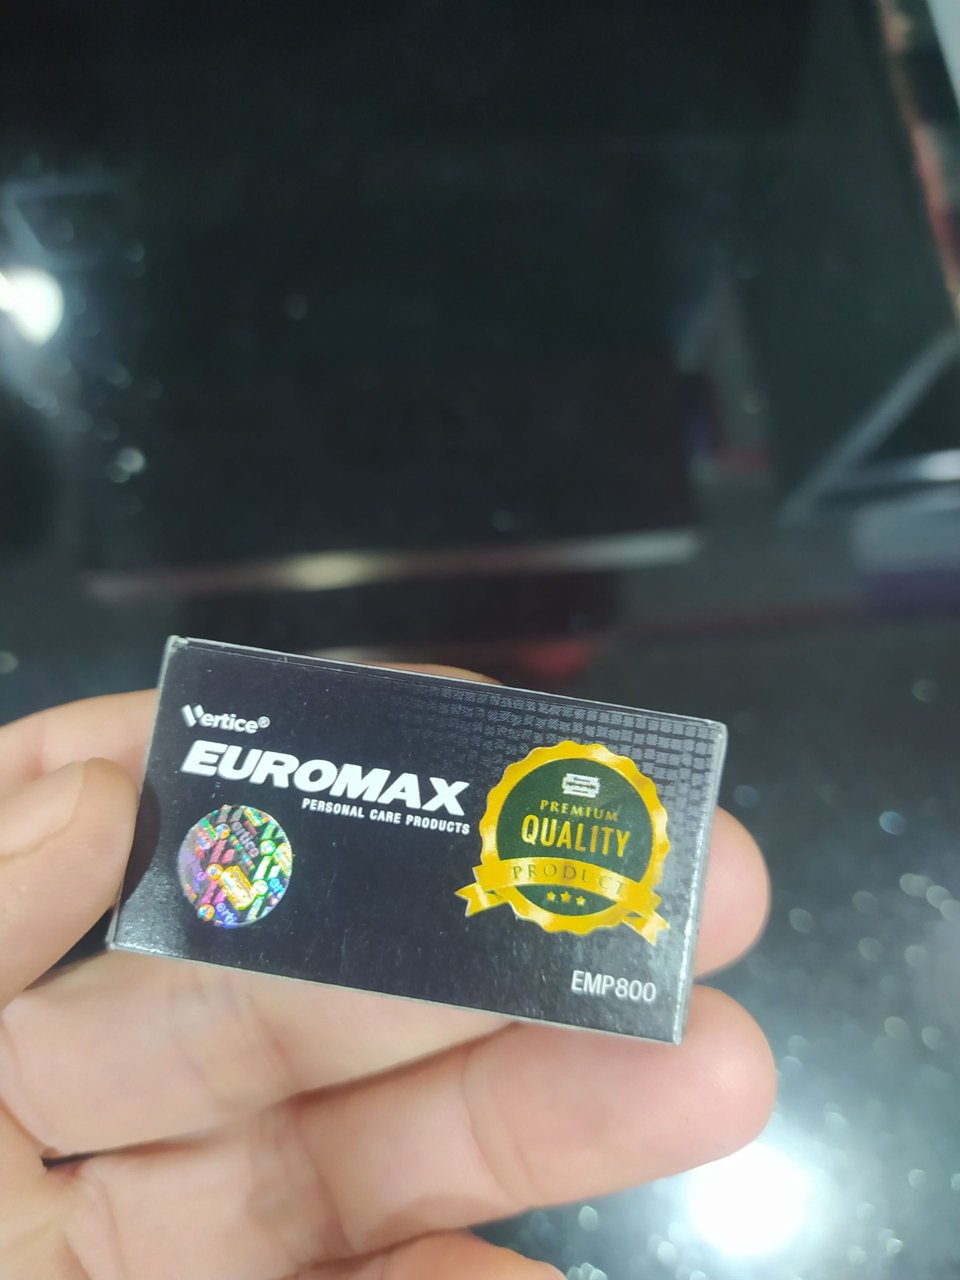 Vertice®
EUROMAX
PERSONAL CARE PRODUCTS
PREMIUM
QUALITY
PRODUCT
EMP800